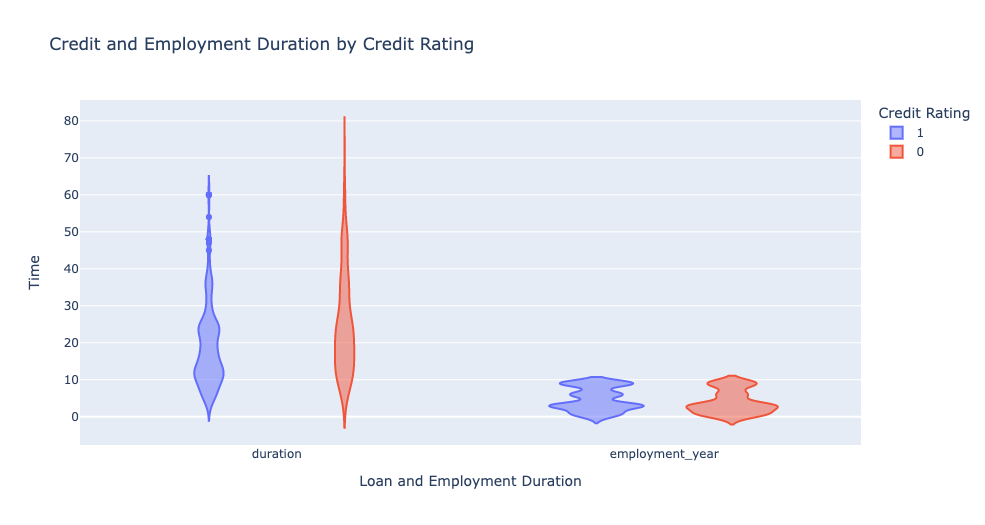 Credit and Employment Duration by Credit Rating
Credit Rating
1
0
80
70
60
50
40
30
20
10
0
Time
duration
employment_year
Loan and Employment Duration